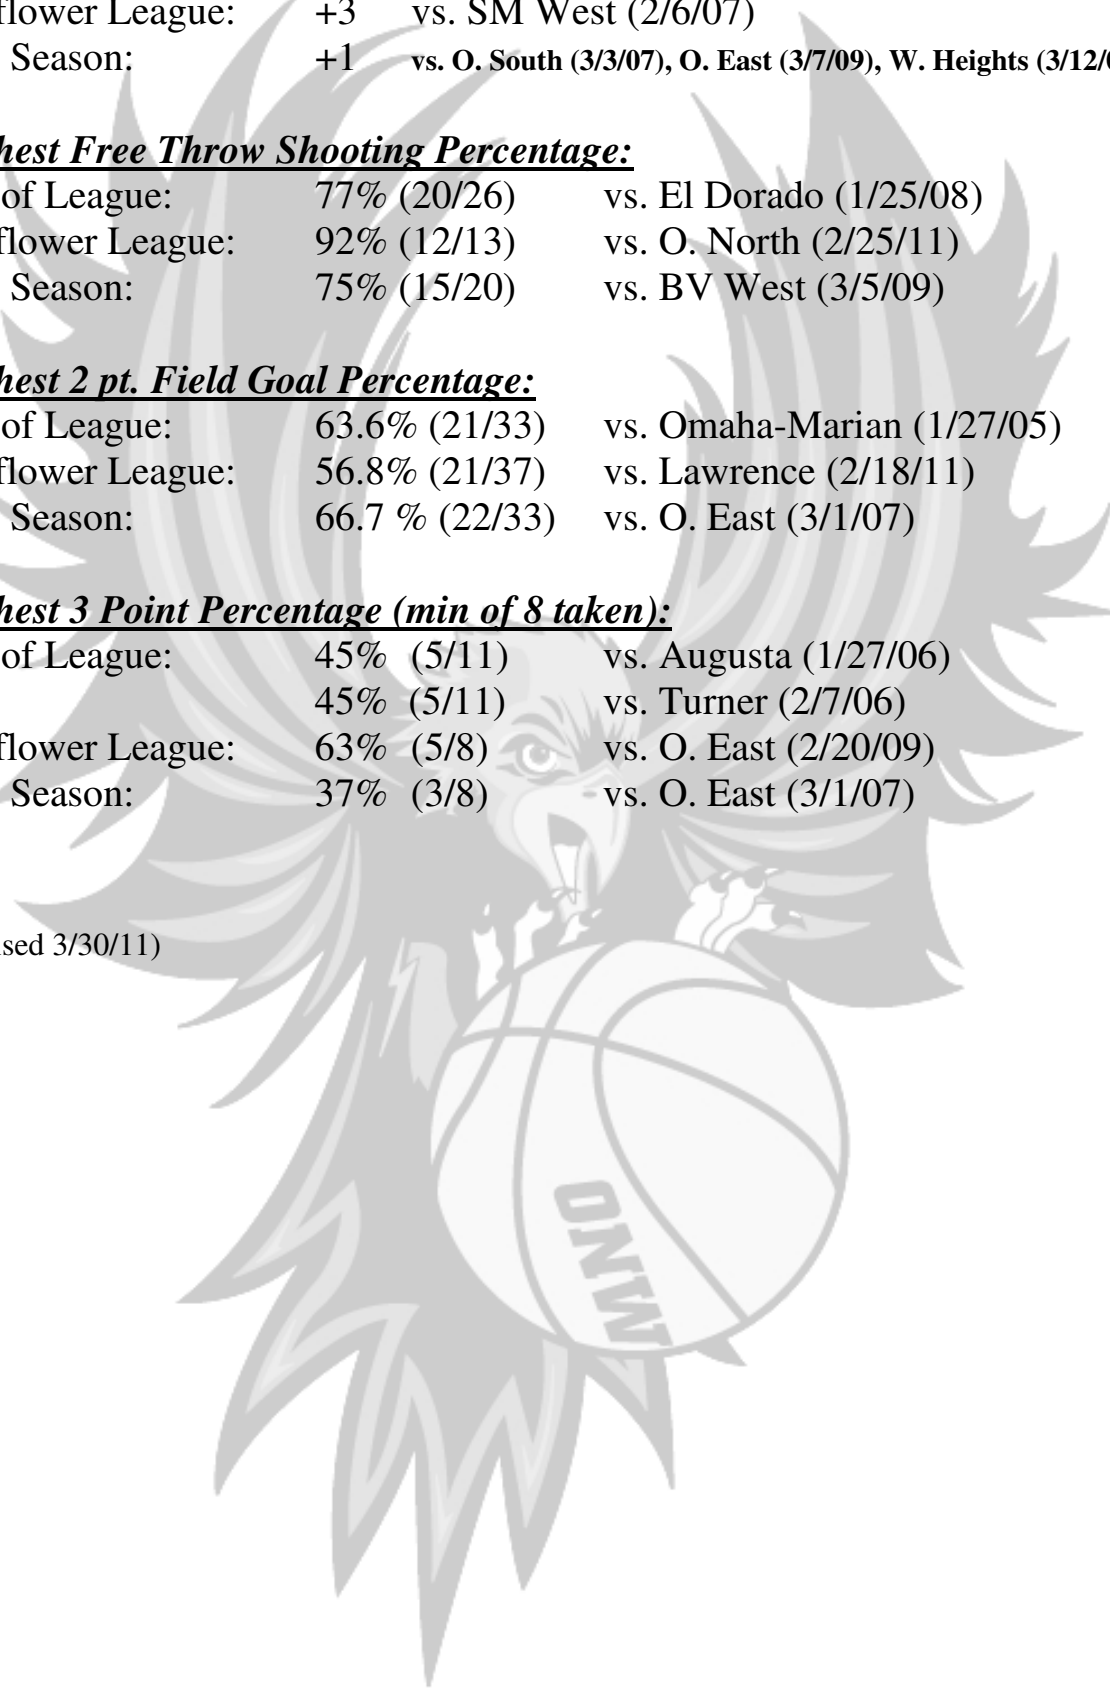 flower League: +3 vs. SM West (2/6/07)
Season: +1 vs. O. South (3/3/07), O. East (3/7/09), W. Heights (3/12/0
hest Free Throw Shooting Percentage:
of League: 77% (20/26) vs. El Dorado (1/25/08)
flower League: 92% (12/13) vs. O. North (2/25/11)
Season: 75% (15/20) vs. BV West (3/5/09)
hest 2 pt. Field Goal Percentage:
of League: 63.6% (21/33) vs. Omaha-Marian (1/27/05)
flower League: 56.8% (21/37) vs. Lawrence (2/18/11)
Season: 66.7 % (22/33) vs. O. East (3/1/07)
hest 3 Point Percentage (min of 8 taken):
of League: 45% (5/11) vs. Augusta (1/27/06)
45% (5/11) vs. Turner (2/7/06)
flower League: 63% (5/8) vs. O. East (2/20/09)
Season: 37% (3/8) vs. O. East (3/1/07)
ised 3/30/11)
ONW